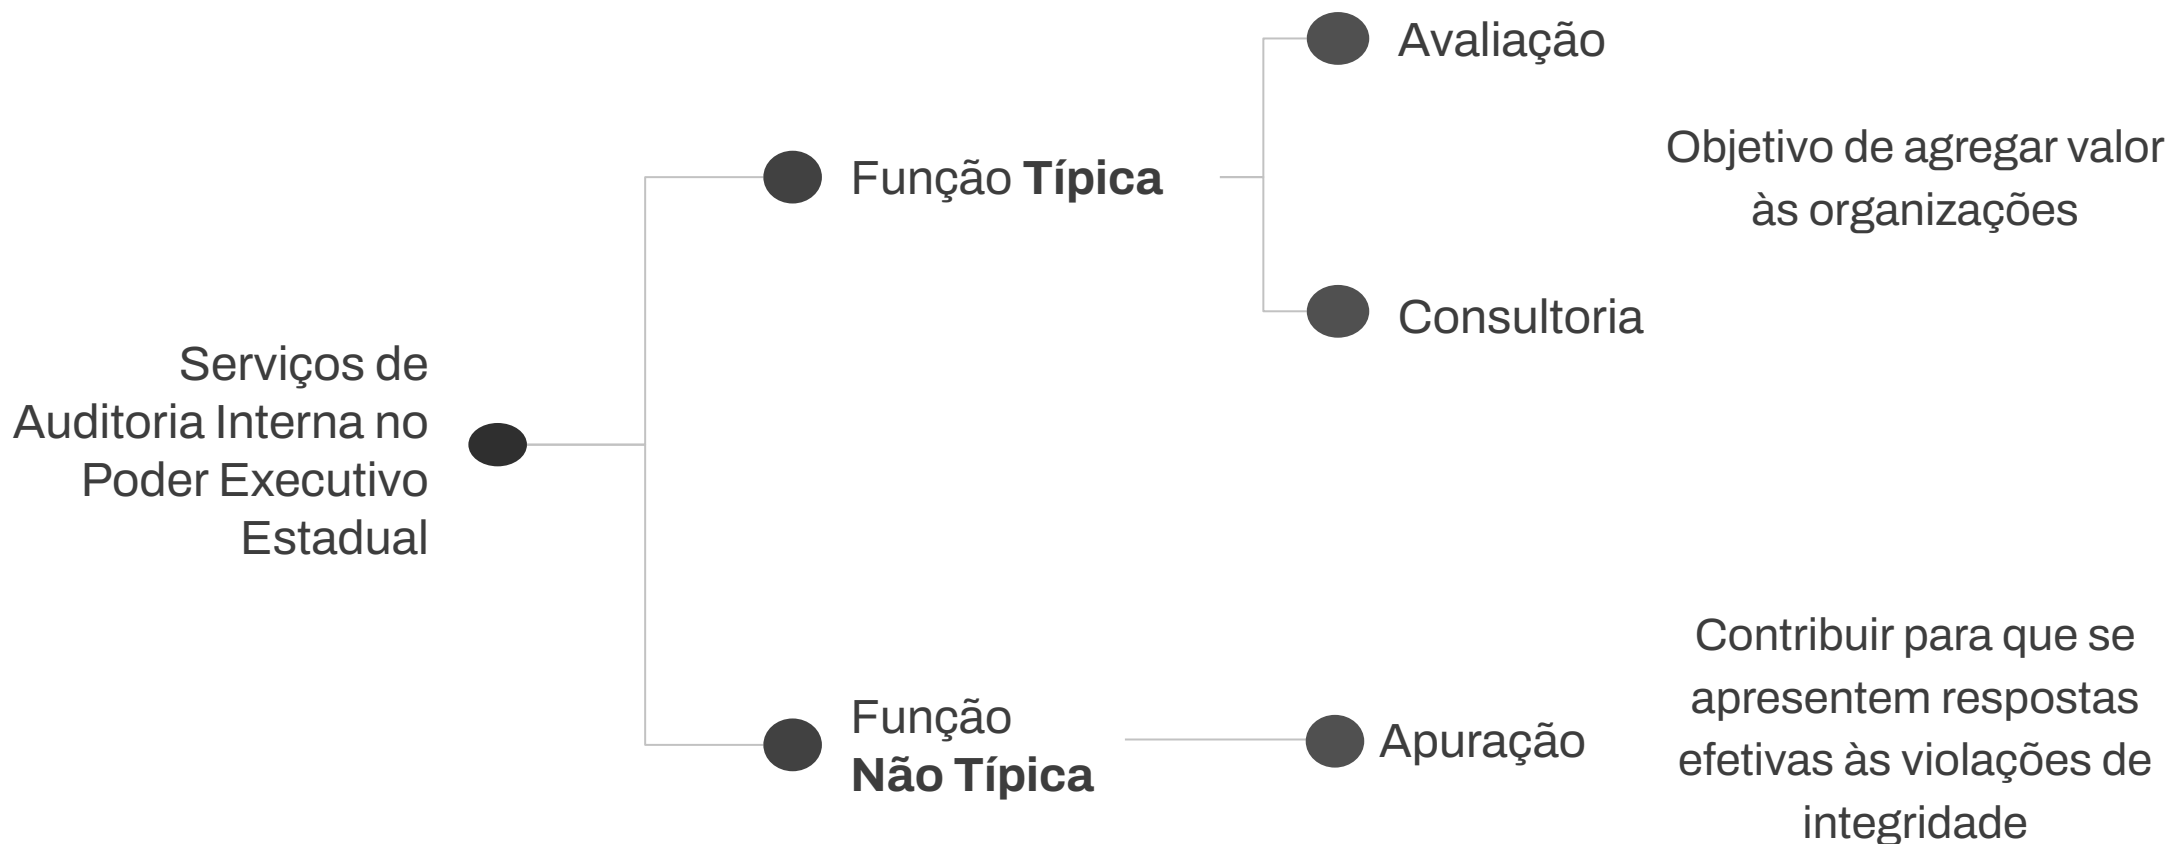 Serviços de
Auditoria Interna no
Poder Executivo
Estadual
Função Típica
Avaliação
Consultoria
Objetivo de agregar valor
às organizações
Função
Não Típica
Apuração
Contribuir para que se
apresentem respostas
efetivas às violações de
integridade